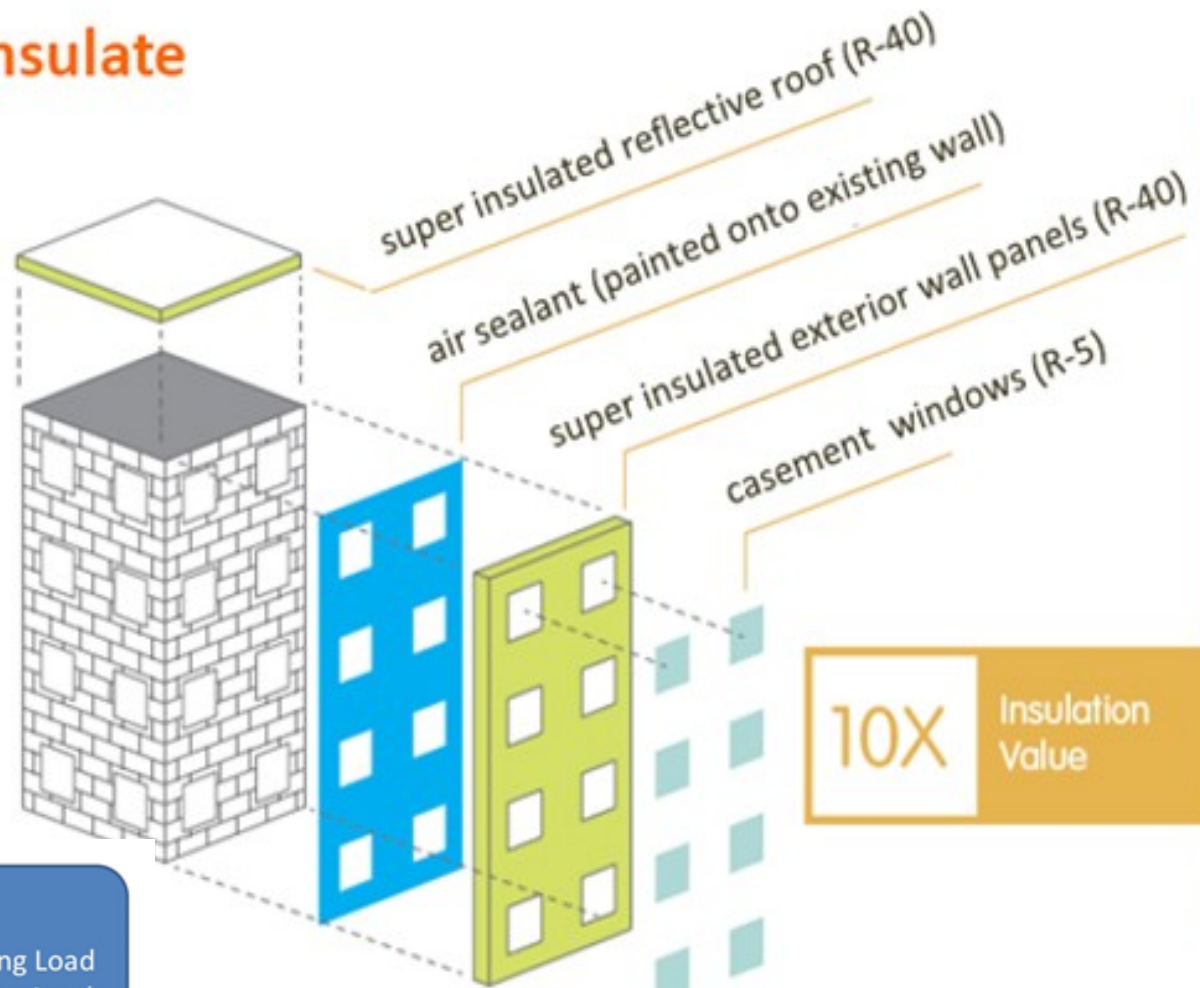 nsulate
super insulated reflective roof (R-40)
air sealant (painted onto existing wall)
super insulated exterior wall panels (R-40)
casement windows (R-5)
10X
Insulation
Value
ng Load